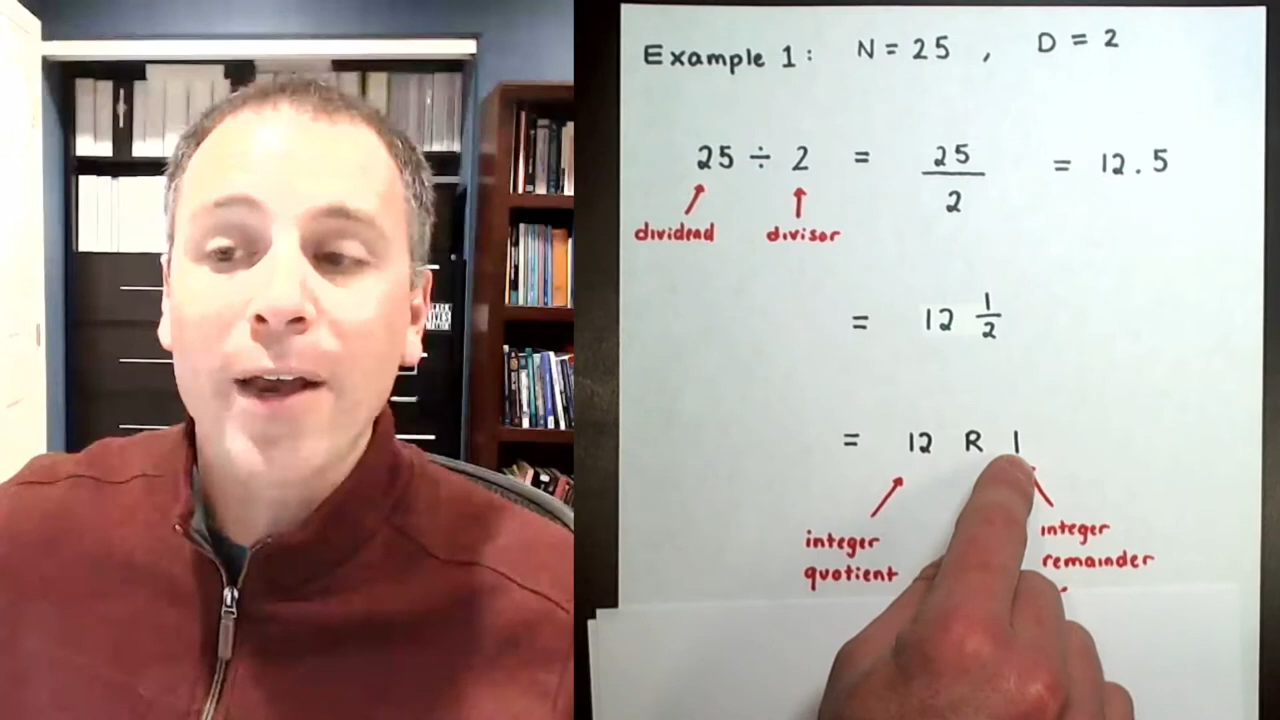 Example 1: N = 25 , D = 2
25 ÷ 2 = 25/2 = 12.5
dividend divisor
= 12 1/2
= 12 R 1
integer quotient
integer remainder